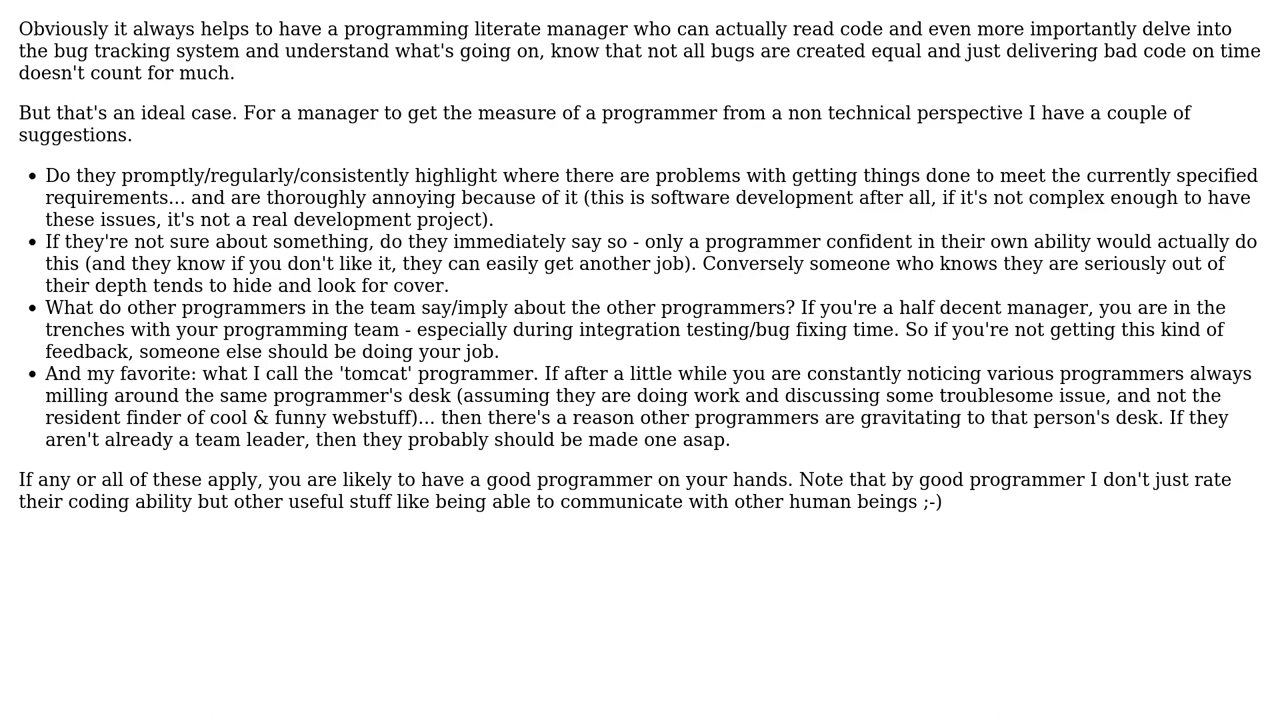 Obviously it always helps to have a programming literate manager who can actually read code and even more importantly delve into
the bug tracking system and understand what's going on, know that not all bugs are created equal and just delivering bad code on time
doesn't count for much.
But that's an ideal case. For a manager to get the measure of a programmer from a non technical perspective I have a couple of
suggestions.
• Do they promptly/regularly/consistently highlight where there are problems with getting things done to meet the currently specified
requirements... and are thoroughly annoying because of it (this is software development after all, if it's not complex enough to have
these issues, it's not a real development project).
• If they're not sure about something, do they immediately say so - only a programmer confident in their own ability would actually do
this (and they know if you don't like it, they can easily get another job). Conversely someone who knows they are seriously out of
their depth tends to hide and look for cover.
• What do other programmers in the team say/imply about the other programmers? If you're a half decent manager, you are in the
trenches with your programming team - especially during integration testing/bug fixing time. So if you're not getting this kind of
feedback, someone else should be doing your job.
• And my favorite: what I call the 'tomcat' programmer. If after a little while you are constantly noticing various programmers always
milling around the same programmer's desk (assuming they are doing work and discussing some troublesome issue, and not the
resident finder of cool & funny webstuff)... then there's a reason other programmers are gravitating to that person's desk. If they
aren't already a team leader, then they probably should be made one asap.
If any or all of these apply, you are likely to have a good programmer on your hands. Note that by good programmer I don't just rate
their coding ability but other useful stuff like being able to communicate with other human beings ;-)